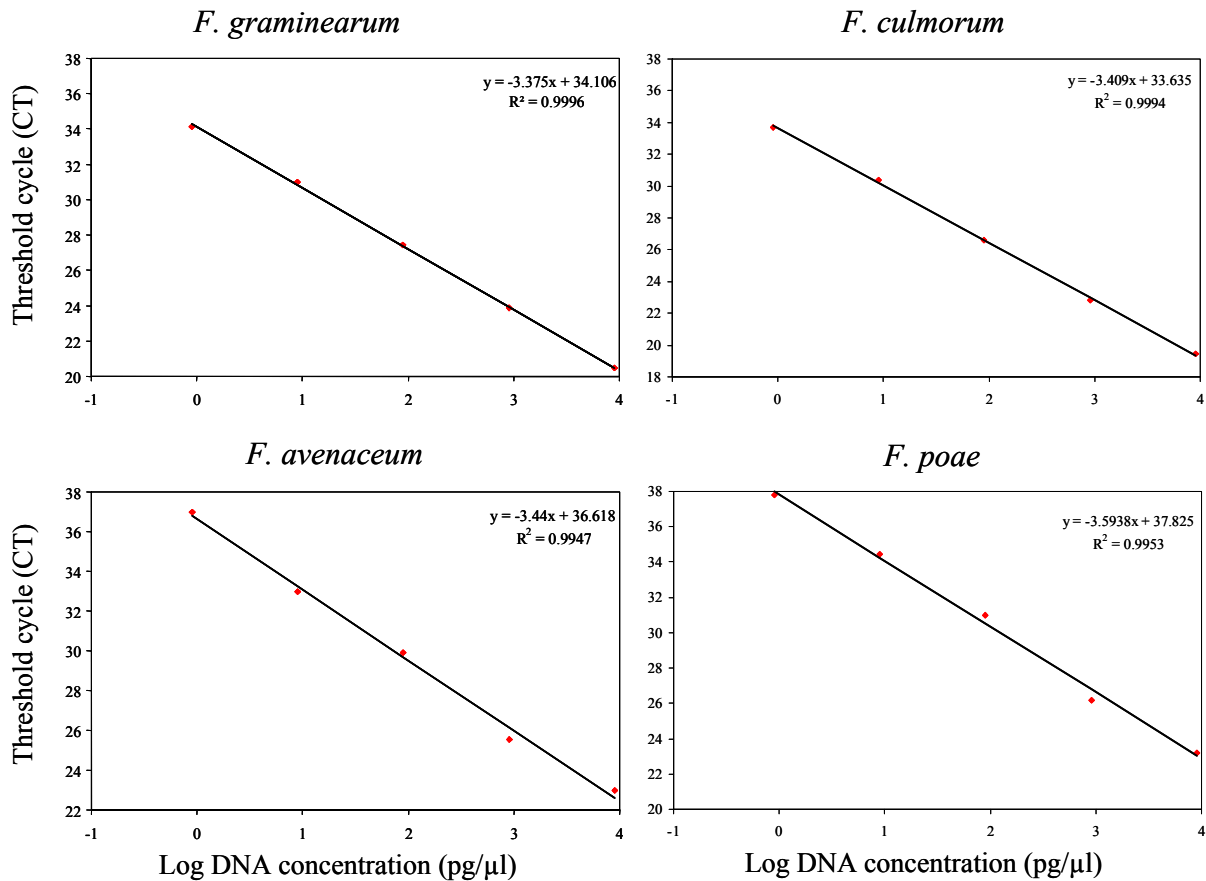 F. graminearum
y = -3.375x + 34.106
R² = 0.9996
Threshold cycle (CT)
38
36
34
32
30
28
26
24
22
20
-1 0 1 2 3 4
F. culmorum
y = -3.409x + 33.635
R² = 0.9994
38
36
34
32
30
28
26
24
22
20
18
-1 0 1 2 3 4
F. avenaceum
y = -3.44x + 36.618
R² = 0.9947
Threshold cycle (CT)
38
36
34
32
30
28
26
24
22
-1 0 1 2 3 4
Log DNA concentration (pg/µl)
F. poae
y = -3.5938x + 37.825
R² = 0.9953
38
36
34
32
30
28
26
24
22
20
-1 0 1 2 3 4
Log DNA concentration (pg/µl)